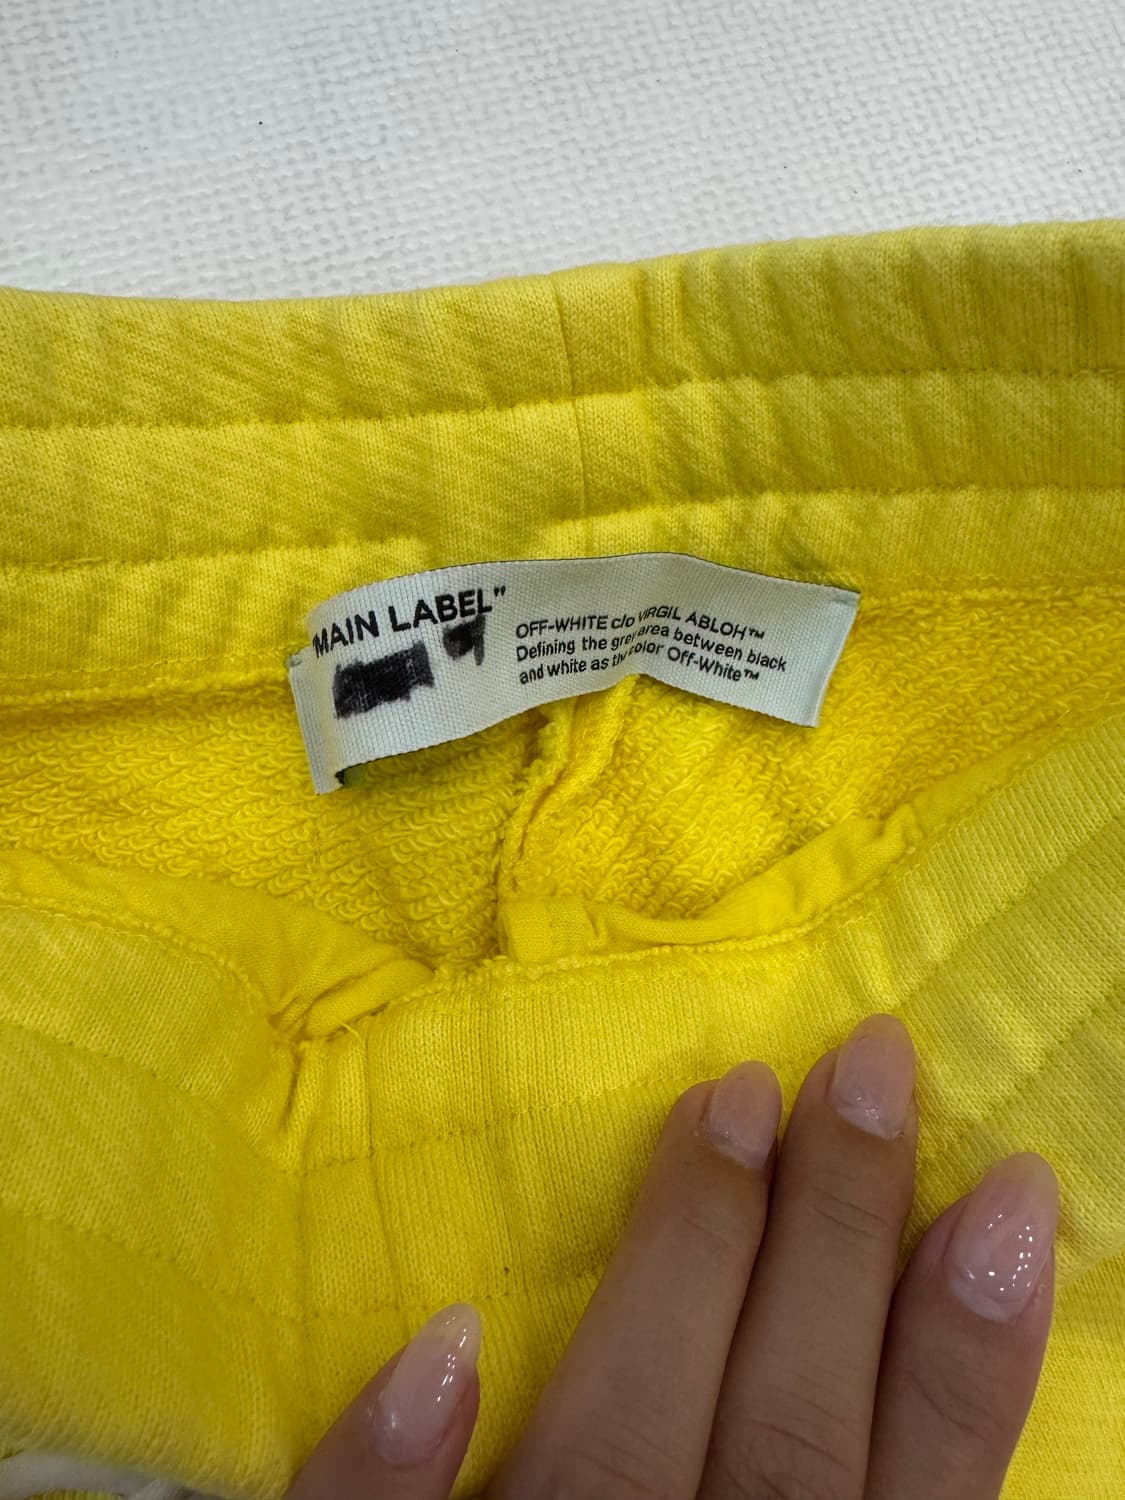 "MAIN LABEL"
OFF-WHITE c/o VIRGIL ABLOH™
Defining the grey area between black
and white as the color Off-White™